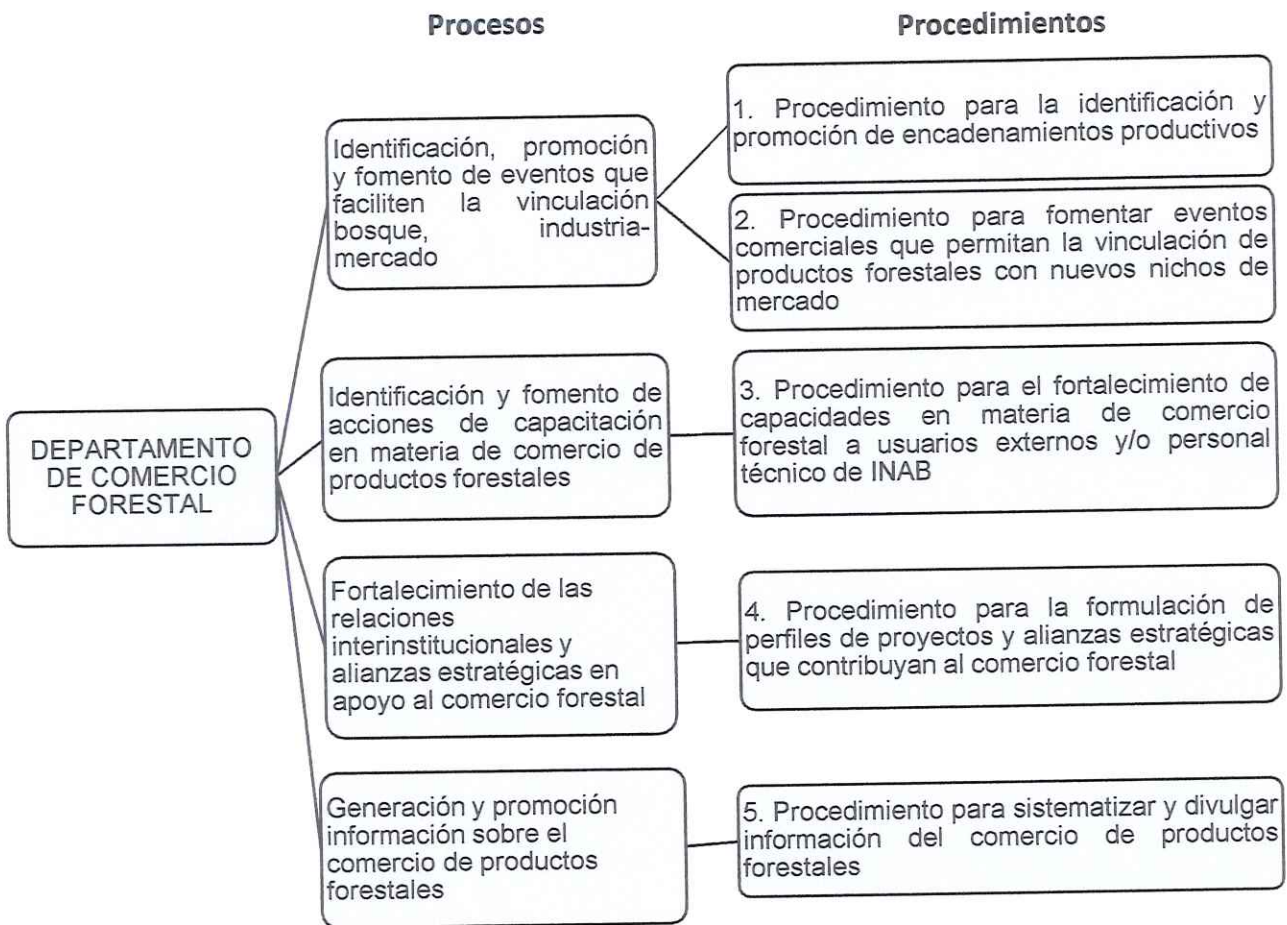 Procesos
Procedimientos
DEPARTAMENTO
DE COMERCIO
FORESTAL
Identificación, promoción
y fomento de eventos que
faciliten la vinculación
bosque, industria-
mercado
1. Procedimiento para la identificación y
promoción de encadenamientos productivos
2. Procedimiento para fomentar eventos
comerciales que permitan la vinculación de
productos forestales con nuevos nichos de
mercado
Identificación y fomento de
acciones de capacitación
en materia de comercio de
productos forestales
3. Procedimiento para el fortalecimiento de
capacidades en materia de comercio
forestal a usuarios externos y/o personal
técnico de INAB
Fortalecimiento de las
relaciones
interinstitucionales y
alianzas estratégicas en
apoyo al comercio forestal
4. Procedimiento para la formulación de
perfiles de proyectos y alianzas estratégicas
que contribuyan al comercio forestal
Generación y promoción
información sobre el
comercio de productos
forestales
5. Procedimiento para sistematizar y divulgar
información del comercio de productos
forestales